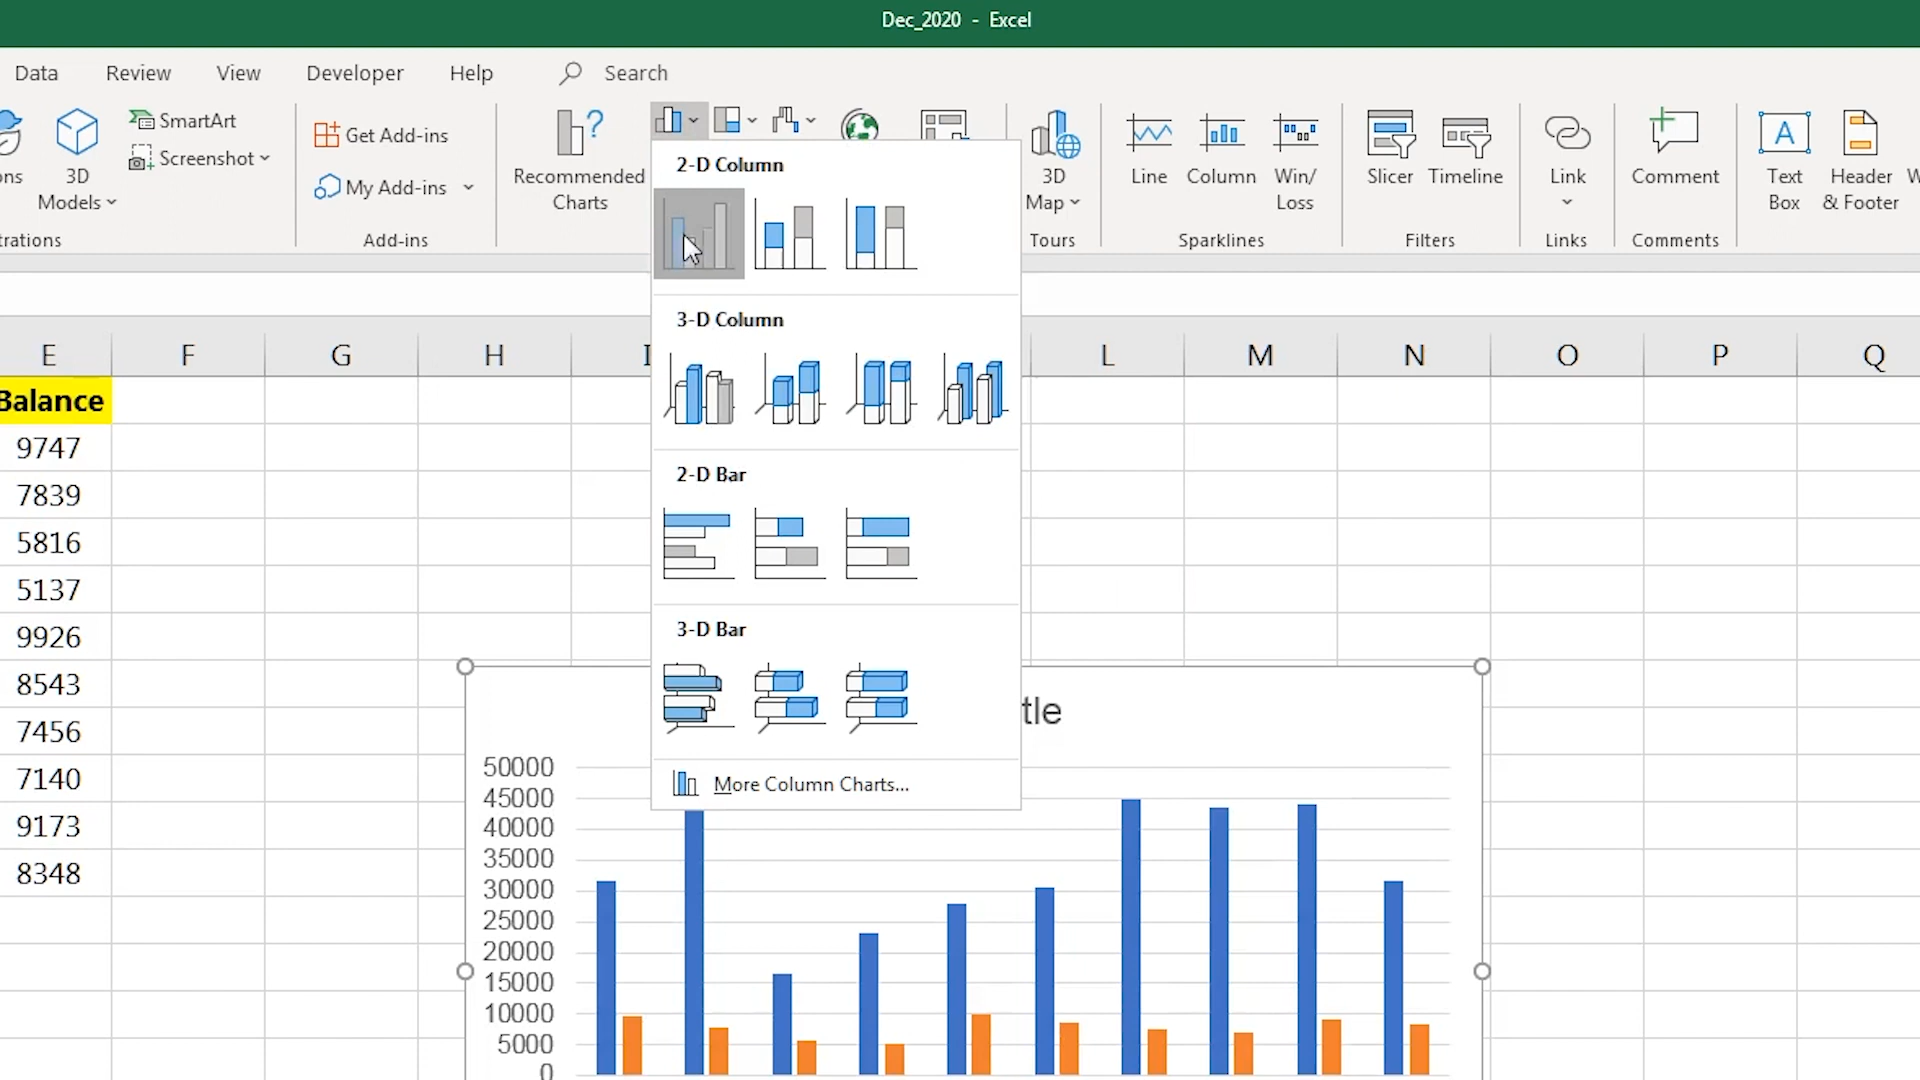 Dec_2020 - Excel
Data Review View Developer Help Search
SmartArt
Screenshot
3D
Models
Get Add-ins
My Add-ins
Add-ins
Recommended
Charts
3D
Map
Tours
Line Column Win/
Loss
Sparklines
Slicer Timeline
Filters
Link
Links
Comment
Comments
Text
Box
Header
& Footer
2-D Column
3-D Column
2-D Bar
3-D Bar
More Column Charts...
E F G H I L M N O P Q
Balance
9747
7839
5816
5137
9926
8543
7456
7140
9173
8348
tle
50000
45000
40000
35000
30000
25000
20000
15000
10000
5000
0